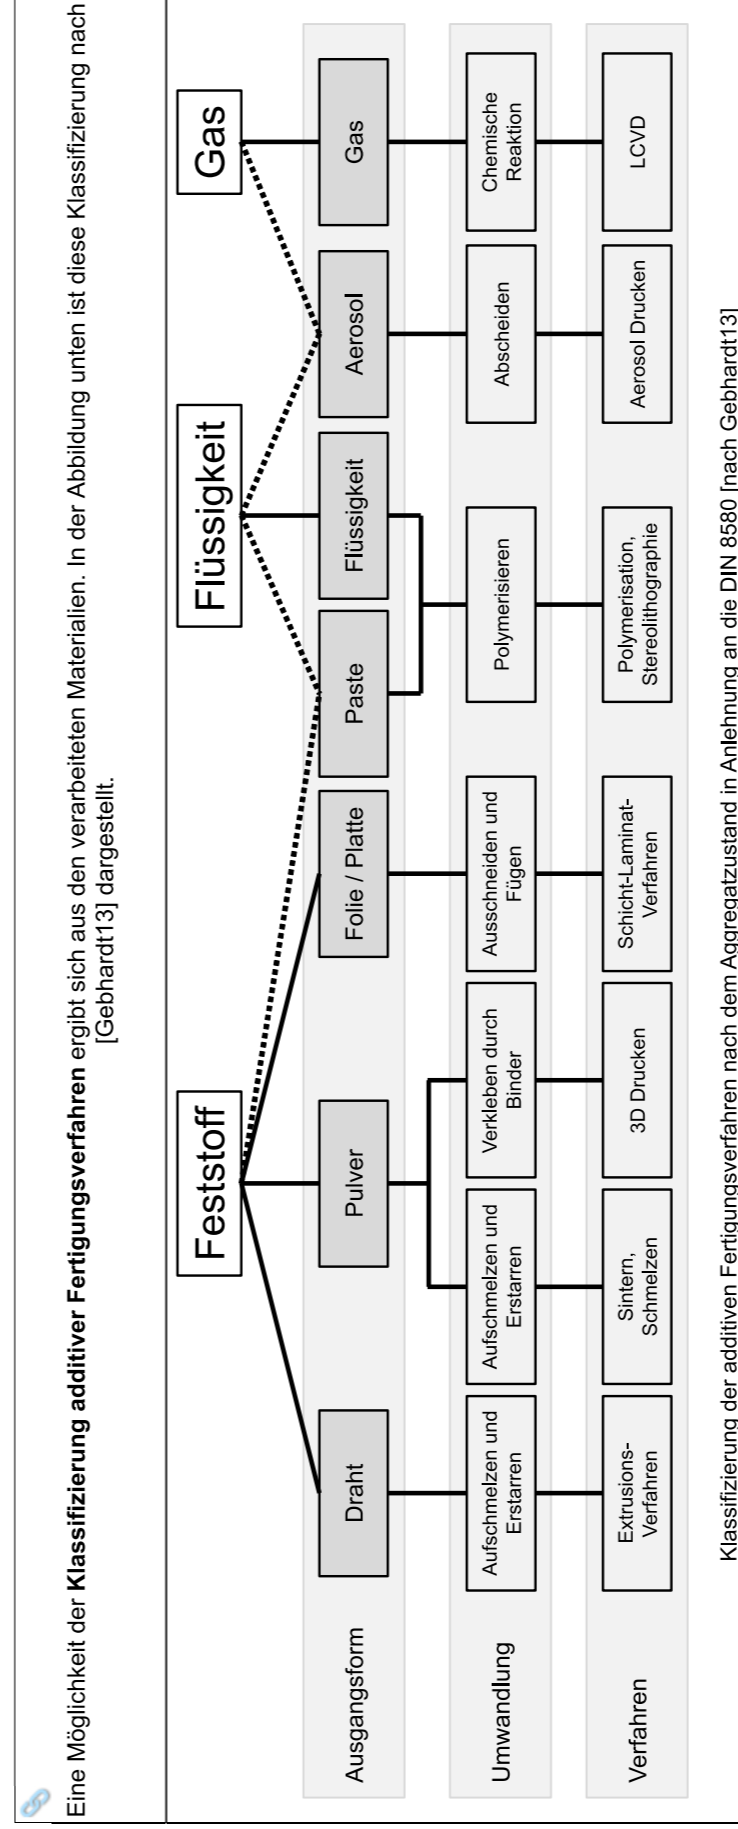 Eine Möglichkeit der Klassifizierung additiver Fertigungsverfahren ergibt sich aus den verarbeiteten Materialien. In der Abbildung unten ist diese Klassifizierung nach
[Gebhardt13] dargestellt.
Feststoff
Flüssigkeit
Gas
Ausgangsform
Draht
Pulver
Folie / Platte
Paste
Flüssigkeit
Aerosol
Gas
Umwandlung
Aufschmelzen und
Erstarren
Aufschmelzen und
Erstarren
Verkleben durch
Binder
Ausschneiden und
Fügen
Polymerisieren
Abscheiden
Chemische
Reaktion
Verfahren
Extrusions-
Verfahren
Sintern,
Schmelzen
3D Drucken
Schicht-Laminat-
Verfahren
Polymerisation,
Stereolithographie
Aerosol Drucken
LCVD
Klassifizierung der additiven Fertigungsverfahren nach dem Aggregatzustand in Anlehnung an die DIN 8580 [nach Gebhardt13]